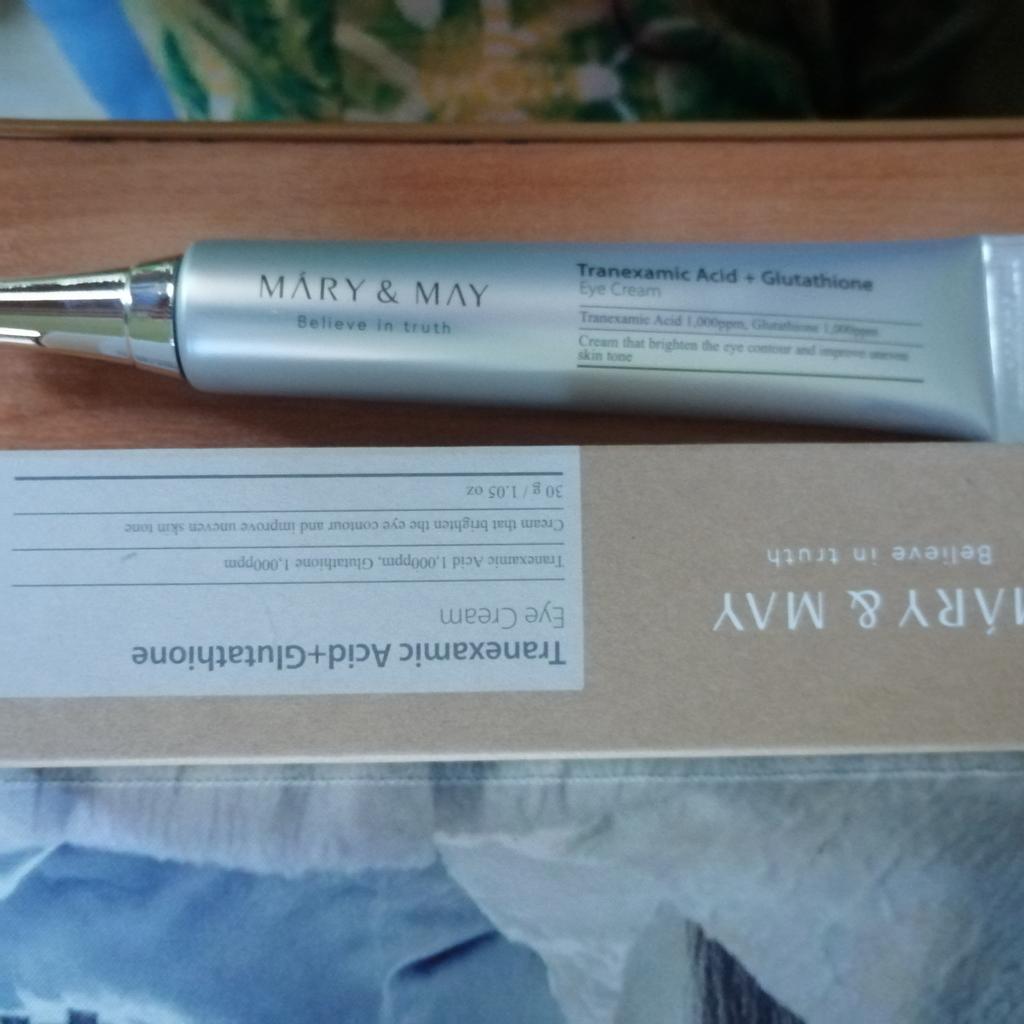 MÁRY & MAY
Believe in truth
Tranexamic Acid + Glutathione
Eye Cream
Tranexamic Acid 1,000ppm, Glutathione 1,000ppm
Cream that brighten the eye contour and improve uneven
skin tone
MÁRY & MAY
Believe in truth
Tranexamic Acid+Glutathione
Eye Cream
Tranexamic Acid 1,000ppm, Glutathione 1,000ppm
Cream that brighten the eye contour and improve uneven skin tone
30 g / 1.05 oz